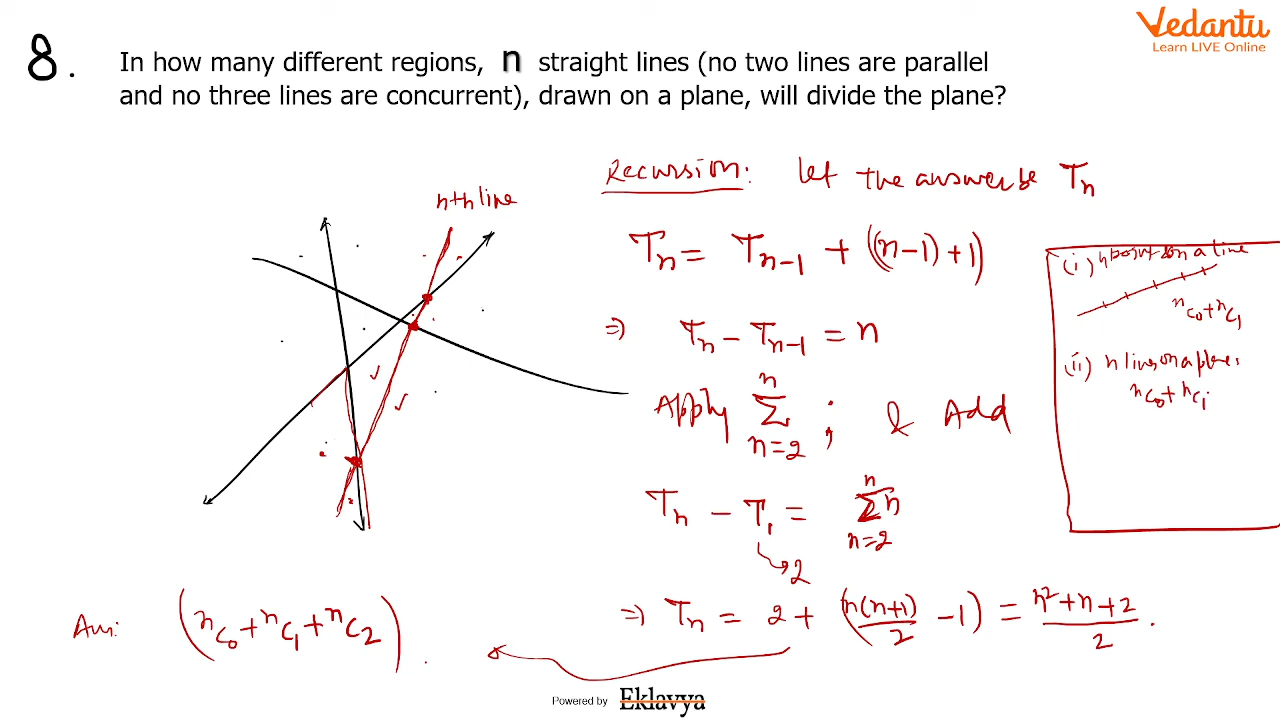 Vedantu
Learn LIVE Online
8. In how many different regions, n straight lines (no two lines are parallel
and no three lines are concurrent), drawn on a plane, will divide the plane?
Recursion: let the answer be Tₙ
nth line
Tₙ = Tₙ₋₁ + ((n-1)+1)
⇒ Tₙ - Tₙ₋₁ = n
Apply ∑ₙ₌₂ⁿ ; & Add
Tₙ - T₁ = ∑ₙ₌₂ⁿ n
↪ 2
⇒ Tₙ = 2 + (n(n+1)/2 - 1) = (n²+n+2)/2.
(i) n points on a line
ⁿC₀+ⁿC₁
(ii) n lines on a plane:
ⁿC₀+ⁿC₁
Ans: (ⁿC₀+ⁿC₁+ⁿC₂).
Powered by Eklavya